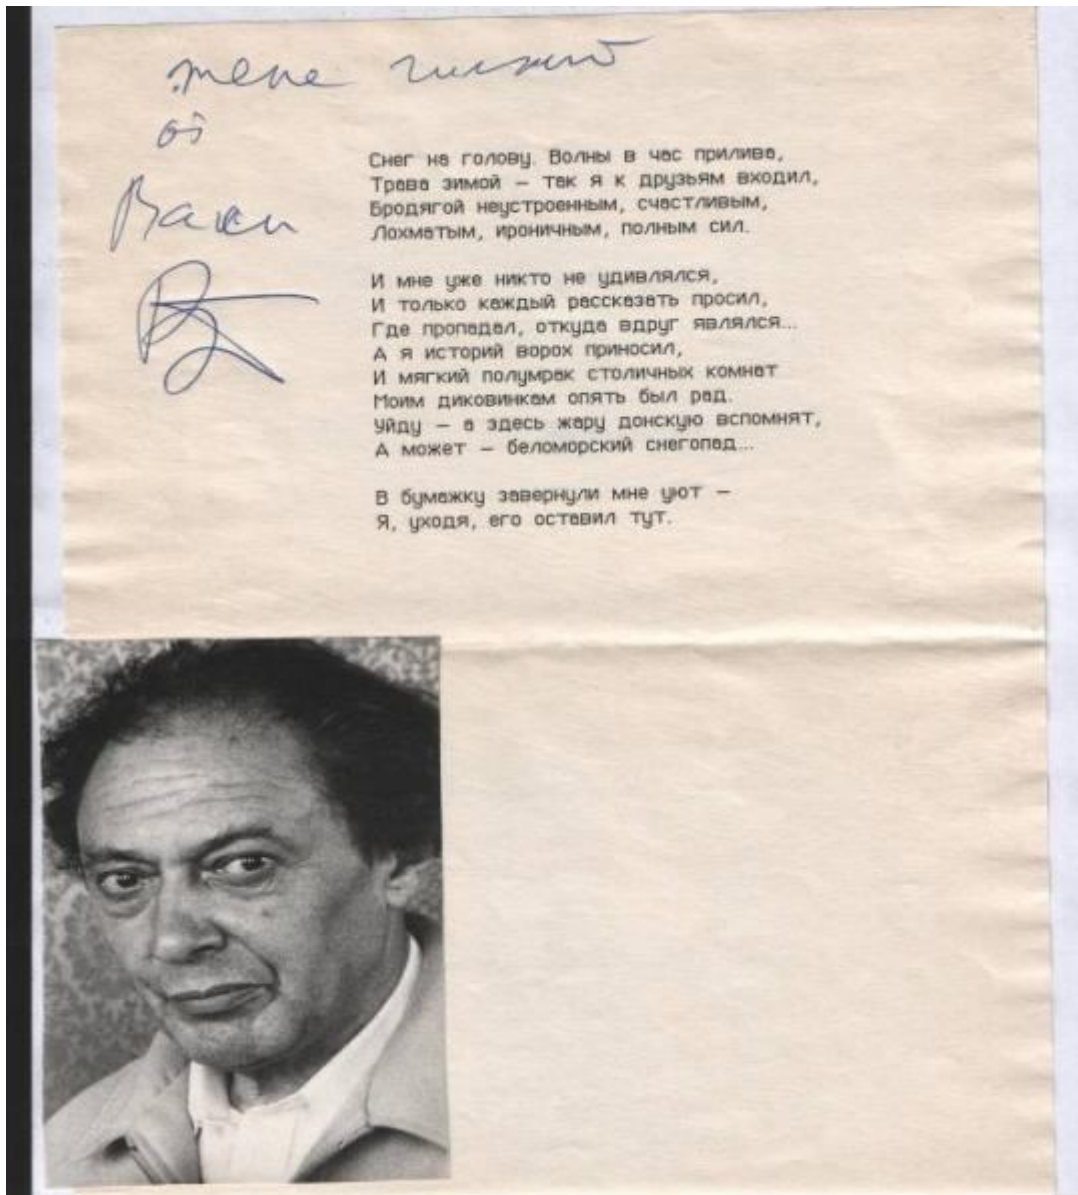 жене
от
Васи
Снег на голову. Волны в час прилива,
Трава зимой – так я к друзьям входил,
Бродягой неустроенным, счастливым,
Лохматым, ироничным, полным сил.
И мне уже никто не удивлялся,
И только каждый рассказать просил,
Где пропадал, откуда вдруг являлся...
А я историй ворох приносил,
И мягкий полумрак столичных комнат
Моим диковинкам опять был рад.
Уйду – а здесь жару донскую вспомнят,
А может – беломорский снегопад...
В бумажку завернули мне уют –
Я, уходя, его оставил тут.